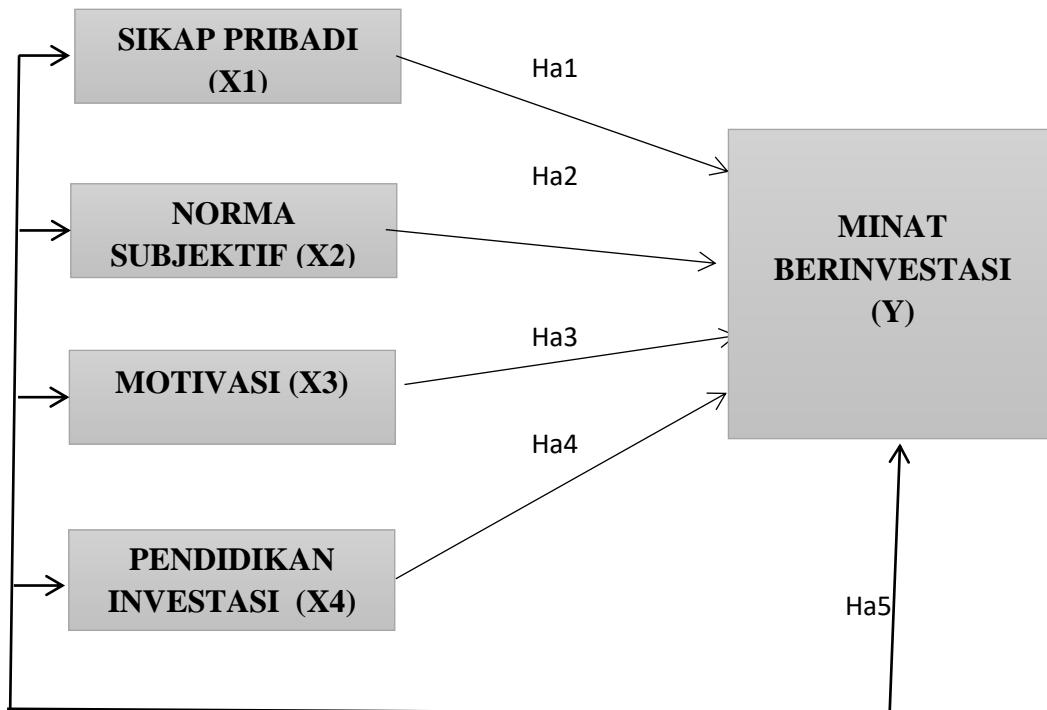 SIKAP PRIBADI
(X1)
Ha1
Ha2
NORMA
SUBJEKTIF (X2)
MINAT
BERINVESTASI
(Y)
Ha3
MOTIVASI (X3)
Ha4
PENDIDIKAN
INVESTASI (X4)
Ha5